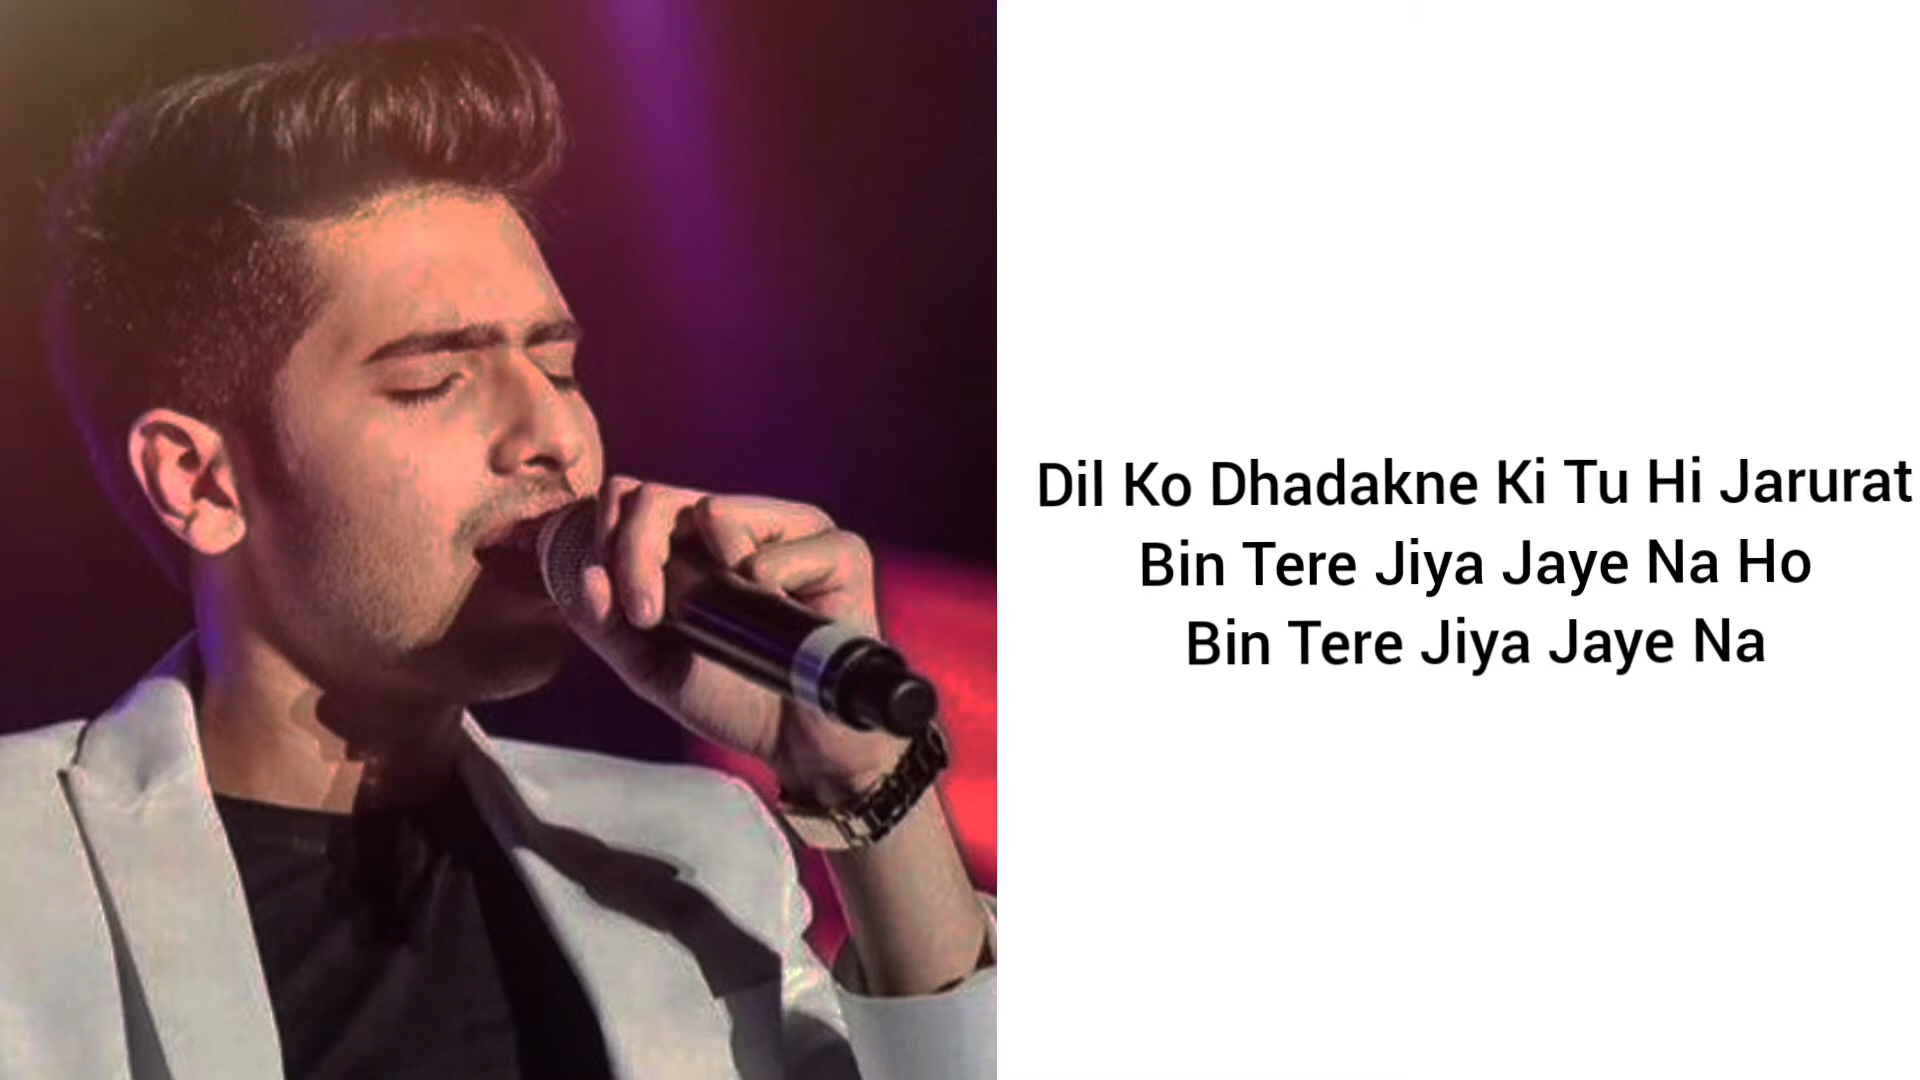 Dil Ko Dhadakne Ki Tu Hi Jarurat
Bin Tere Jiya Jaye Na Ho
Bin Tere Jiya Jaye Na